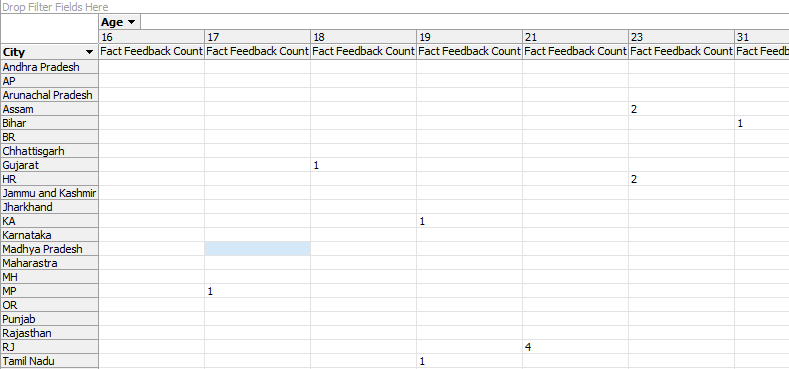 Drop Filter Fields Here
Age
16 17 18 19 21 23 31
City Fact Feedback Count Fact Feedback Count Fact Feedback Count Fact Feedback Count Fact Feedback Count Fact Feedback Count Fact Feedb
Andhra Pradesh
AP
Arunachal Pradesh
Assam 2
Bihar 1
BR
Chhattisgarh
Gujarat 1
HR 2
Jammu and Kashmir
Jharkhand
KA 1
Karnataka
Madhya Pradesh
Maharastra
MH
MP 1
OR
Punjab
Rajasthan
RJ 4
Tamil Nadu 1